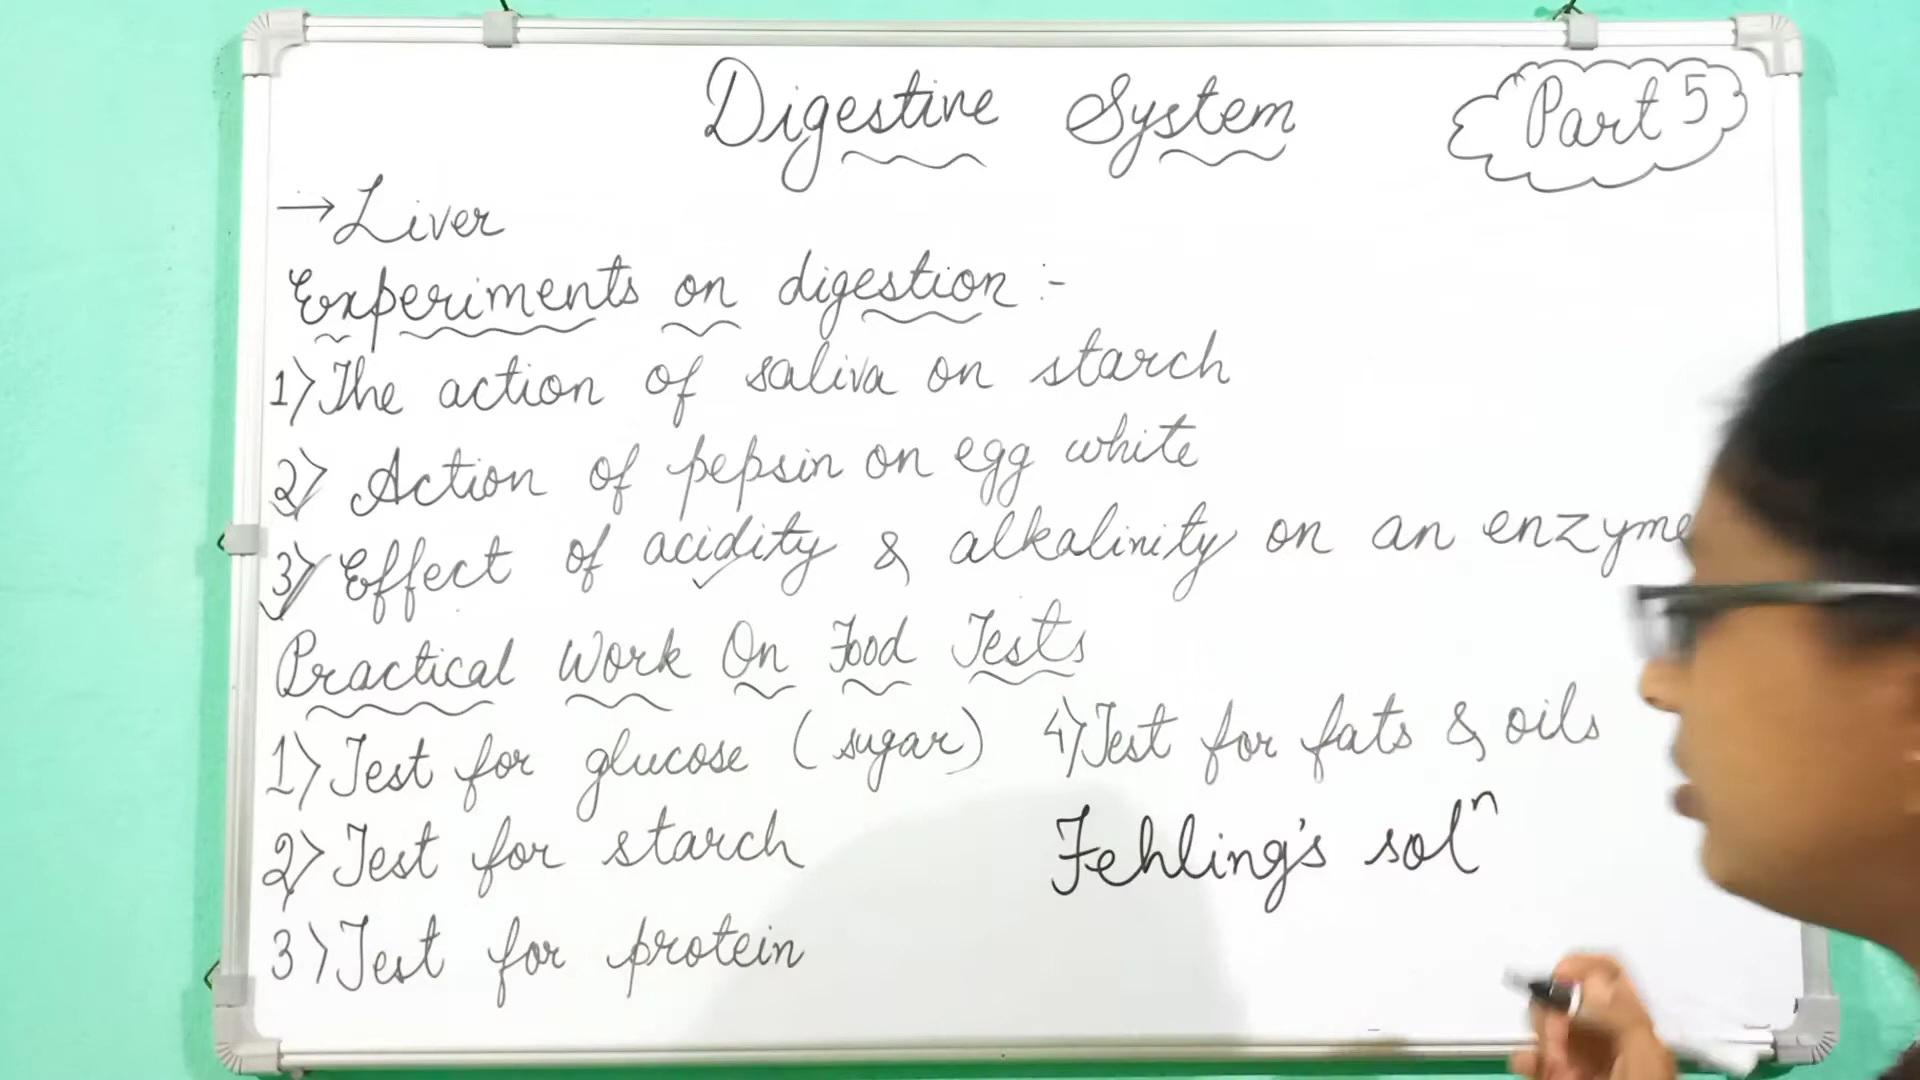 Digestive System
Part 5
→ Liver
Experiments on digestion :-
1) The action of saliva on starch
2) Action of pepsin on egg white
3) Effect of acidity & alkalinity on an enzyme
Practical Work On Food Tests
1) Test for glucose (sugar)
2) Test for starch
3) Test for protein
4) Test for fats & oils
Fehling's solⁿ